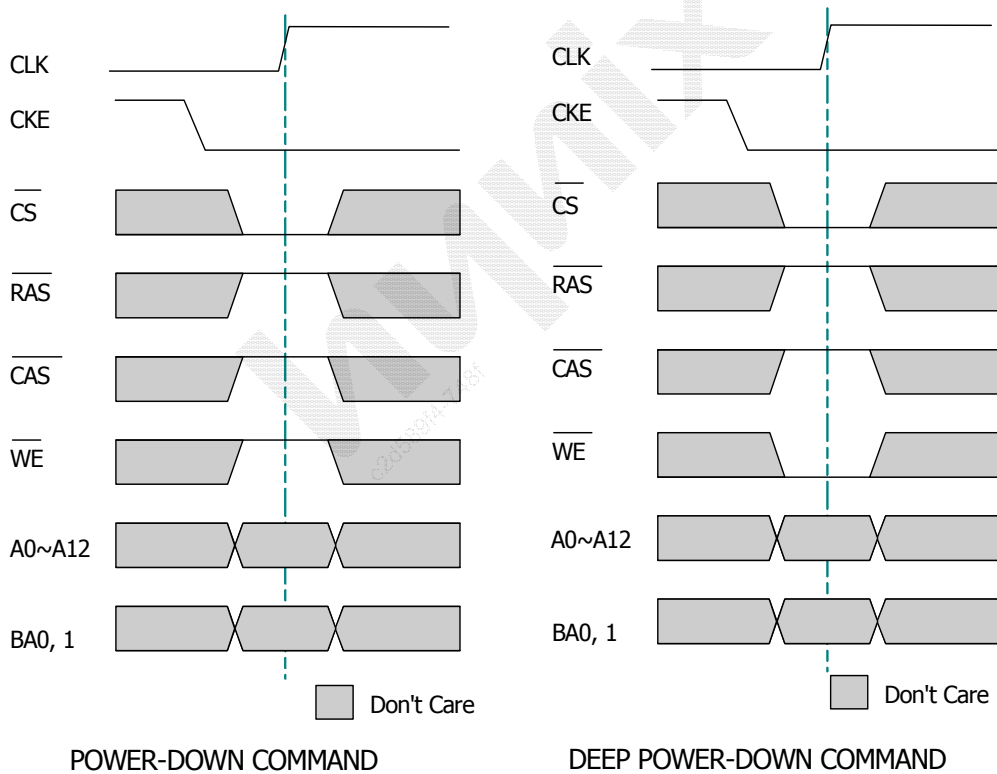 CLK
CKE
CS
RAS
CAS
WE
A0~A12
BA0, 1
Don't Care
POWER-DOWN COMMAND
CLK
CKE
CS
RAS
CAS
WE
A0~A12
BA0, 1
Don't Care
DEEP POWER-DOWN COMMAND